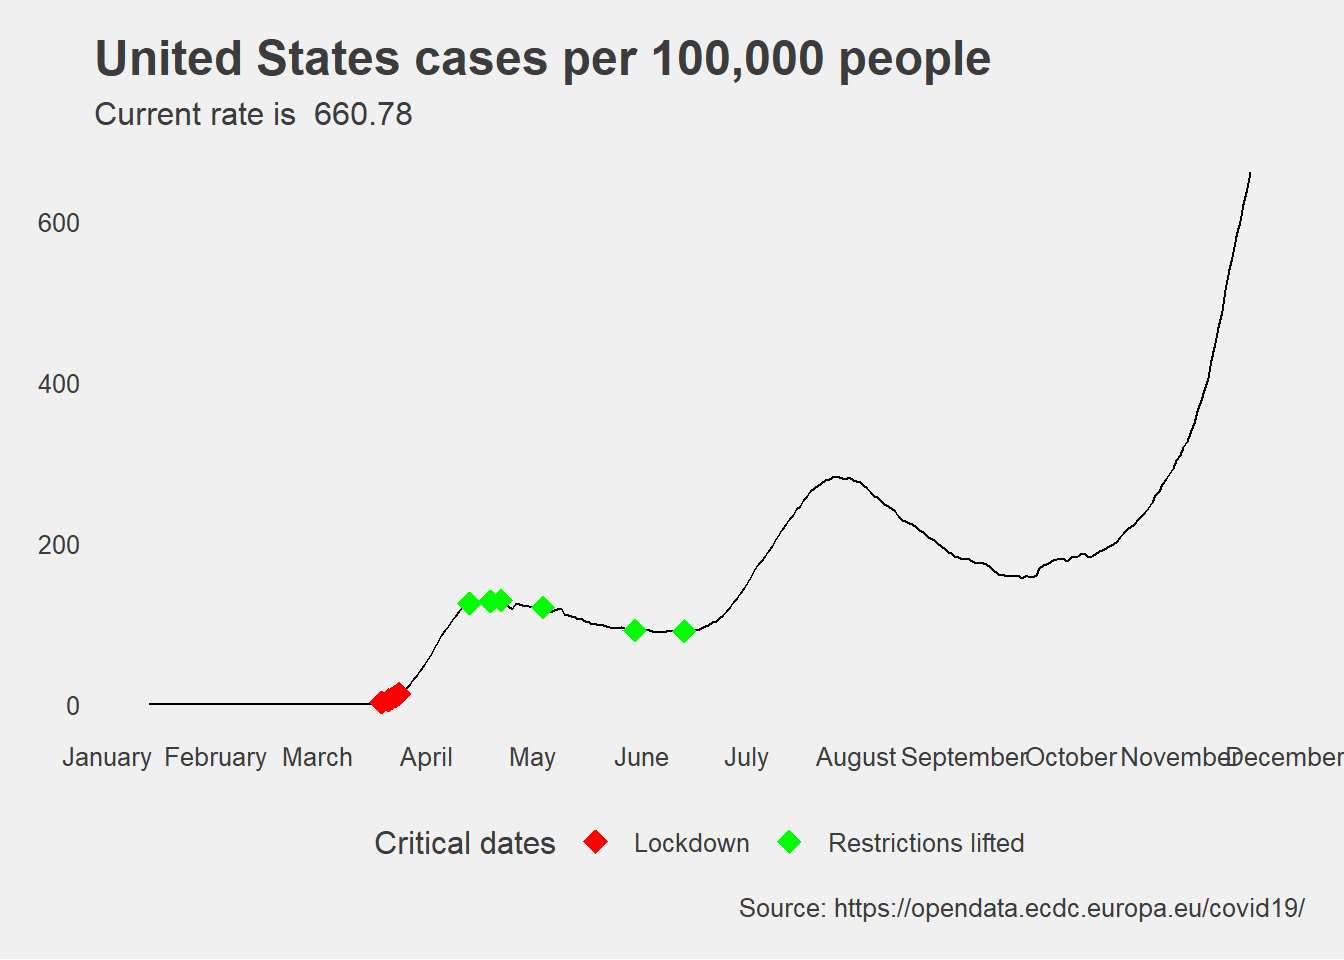 United States cases per 100,000 people
Current rate is  660.78
600
400
200
0
January February March April May June July August September October November December
Critical dates Lockdown Restrictions lifted
Source: https://opendata.ecdc.europa.eu/covid19/